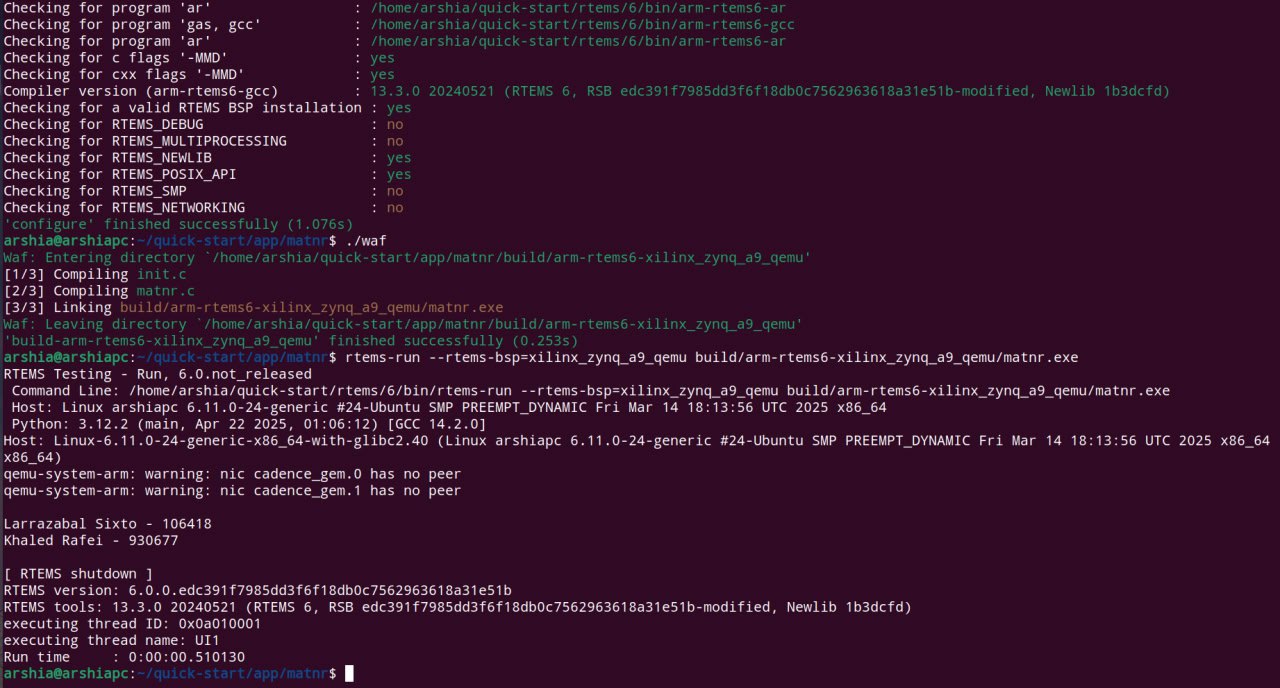 Checking for program 'ar' : /home/arshia/quick-start/rtems/6/bin/arm-rtems6-ar
Checking for program 'gas, gcc' : /home/arshia/quick-start/rtems/6/bin/arm-rtems6-gcc
Checking for program 'ar' : /home/arshia/quick-start/rtems/6/bin/arm-rtems6-ar
Checking for c flags '-MMD' : yes
Checking for cxx flags '-MMD' : yes
Compiler version (arm-rtems6-gcc) : 13.3.0 20240521 (RTEMS 6, RSB edc391f7985dd3f6f18db0c7562963618a31e51b-modified, Newlib 1b3dcfd)
Checking for a valid RTEMS BSP installation : yes
Checking for RTEMS_DEBUG : no
Checking for RTEMS_MULTIPROCESSING : no
Checking for RTEMS_NEWLIB : yes
Checking for RTEMS_POSIX_API : yes
Checking for RTEMS_SMP : no
Checking for RTEMS_NETWORKING : no
'configure' finished successfully (1.076s)
arshia@arshiapc:~/quick-start/app/matnr$ ./waf
Waf: Entering directory `/home/arshia/quick-start/app/matnr/build/arm-rtems6-xilinx_zynq_a9_qemu'
[1/3] Compiling init.c
[2/3] Compiling matnr.c
[3/3] Linking build/arm-rtems6-xilinx_zynq_a9_qemu/matnr.exe
Waf: Leaving directory `/home/arshia/quick-start/app/matnr/build/arm-rtems6-xilinx_zynq_a9_qemu'
'build-arm-rtems6-xilinx_zynq_a9_qemu' finished successfully (0.253s)
arshia@arshiapc:~/quick-start/app/matnr$ rtems-run --rtems-bsp=xilinx_zynq_a9_qemu build/arm-rtems6-xilinx_zynq_a9_qemu/matnr.exe
RTEMS Testing - Run, 6.0.not_released
Command Line: /home/arshia/quick-start/rtems/6/bin/rtems-run --rtems-bsp=xilinx_zynq_a9_qemu build/arm-rtems6-xilinx_zynq_a9_qemu/matnr.exe
Host: Linux arshiapc 6.11.0-24-generic #24-Ubuntu SMP PREEMPT_DYNAMIC Fri Mar 14 18:13:56 UTC 2025 x86_64
Python: 3.12.2 (main, Apr 22 2025, 01:06:12) [GCC 14.2.0]
Host: Linux-6.11.0-24-generic-x86_64-with-glibc2.40 (Linux arshiapc 6.11.0-24-generic #24-Ubuntu SMP PREEMPT_DYNAMIC Fri Mar 14 18:13:56 UTC 2025 x86_64
x86_64)
qemu-system-arm: warning: nic cadence_gem.0 has no peer
qemu-system-arm: warning: nic cadence_gem.1 has no peer
Larrazabal Sixto - 106418
Khaled Rafei - 930677
[ RTEMS shutdown ]
RTEMS version: 6.0.0.edc391f7985dd3f6f18db0c7562963618a31e51b
RTEMS tools: 13.3.0 20240521 (RTEMS 6, RSB edc391f7985dd3f6f18db0c7562963618a31e51b-modified, Newlib 1b3dcfd)
executing thread ID: 0x0a010001
executing thread name: UI1
Run time : 0:00:00.510130
arshia@arshiapc:~/quick-start/app/matnr$